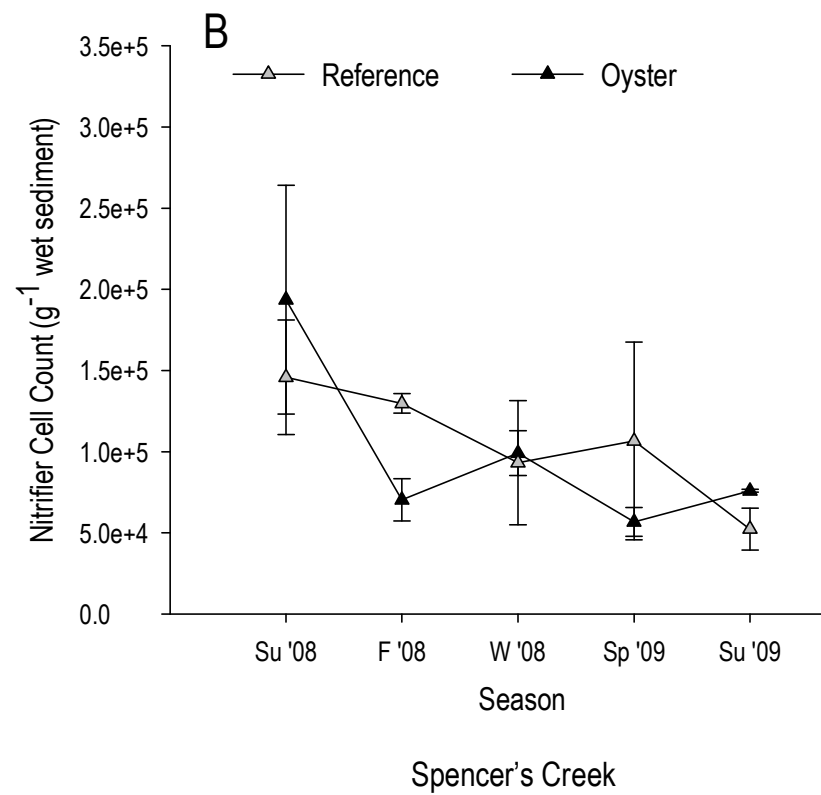 B
Reference
Oyster
3.5e+5
3.0e+5
2.5e+5
2.0e+5
1.5e+5
1.0e+5
5.0e+4
0.0
Nitrifier Cell Count (g⁻¹ wet sediment)
Su '08 F '08 W '08 Sp '09 Su '09
Season
Spencer’s Creek